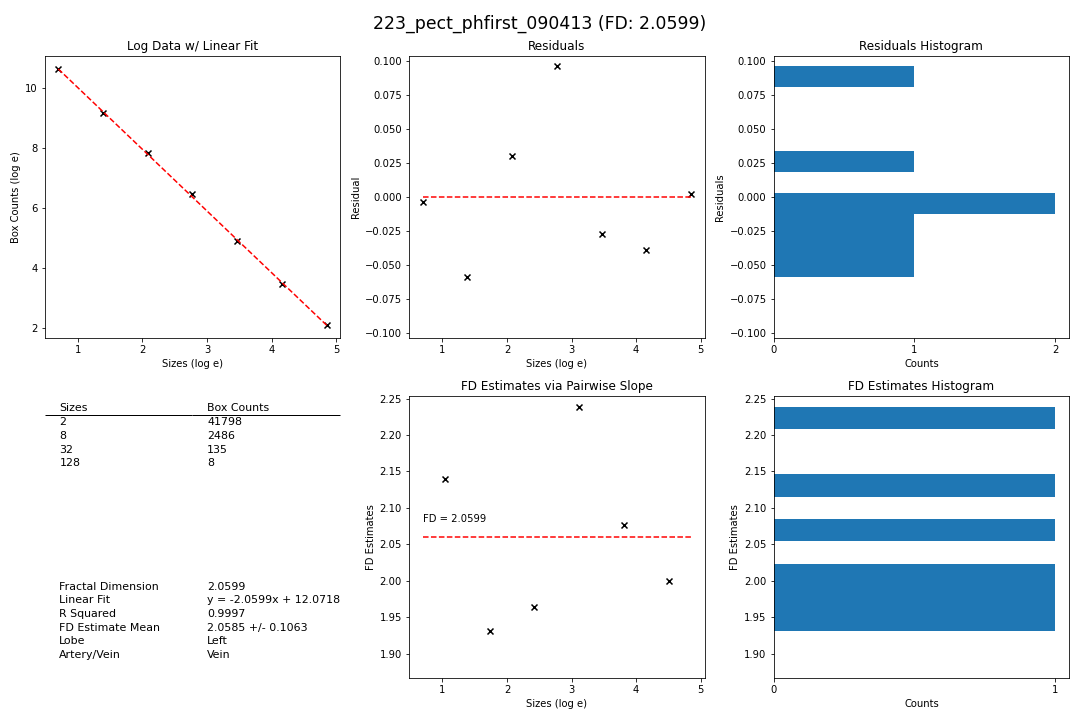 223_pect_phfirst_090413 (FD: 2.0599)
Log Data w/ Linear Fit
Box Counts (log e)
10
8
6
4
2
1 2 3 4 5
Sizes (log e)
Residuals
Residual
0.100
0.075
0.050
0.025
0.000
−0.025
−0.050
−0.075
−0.100
1 2 3 4 5
Sizes (log e)
Residuals Histogram
Residuals
0.100
0.075
0.050
0.025
0.000
−0.025
−0.050
−0.075
−0.100
0 1 2
Counts
Sizes Box Counts
2 41798
8 2486
32 135
128 8
Fractal Dimension 2.0599
Linear Fit y = -2.0599x + 12.0718
R Squared 0.9997
FD Estimate Mean 2.0585 +/- 0.1063
Lobe Left
Artery/Vein Vein
FD Estimates via Pairwise Slope
FD Estimates
2.25
2.20
2.15
2.10
2.05
2.00
1.95
1.90
FD = 2.0599
1 2 3 4 5
Sizes (log e)
FD Estimates Histogram
FD Estimates
2.25
2.20
2.15
2.10
2.05
2.00
1.95
1.90
0 1
Counts